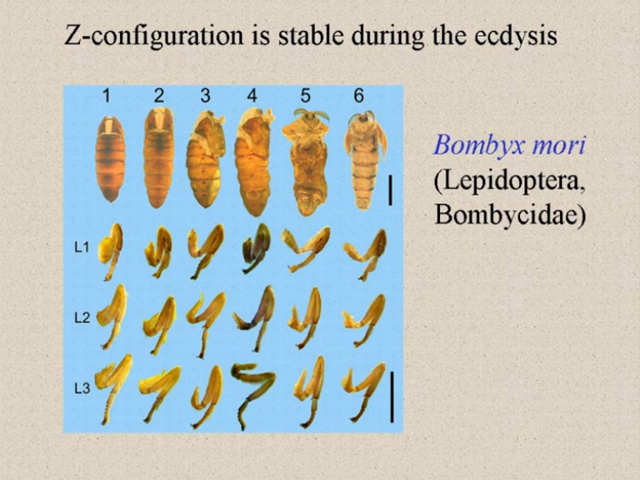 Z-configuration is stable during the ecdysis
1 2 3 4 5 6
Bombyx mori
(Lepidoptera,
Bombycidae)
L1
L2
L3